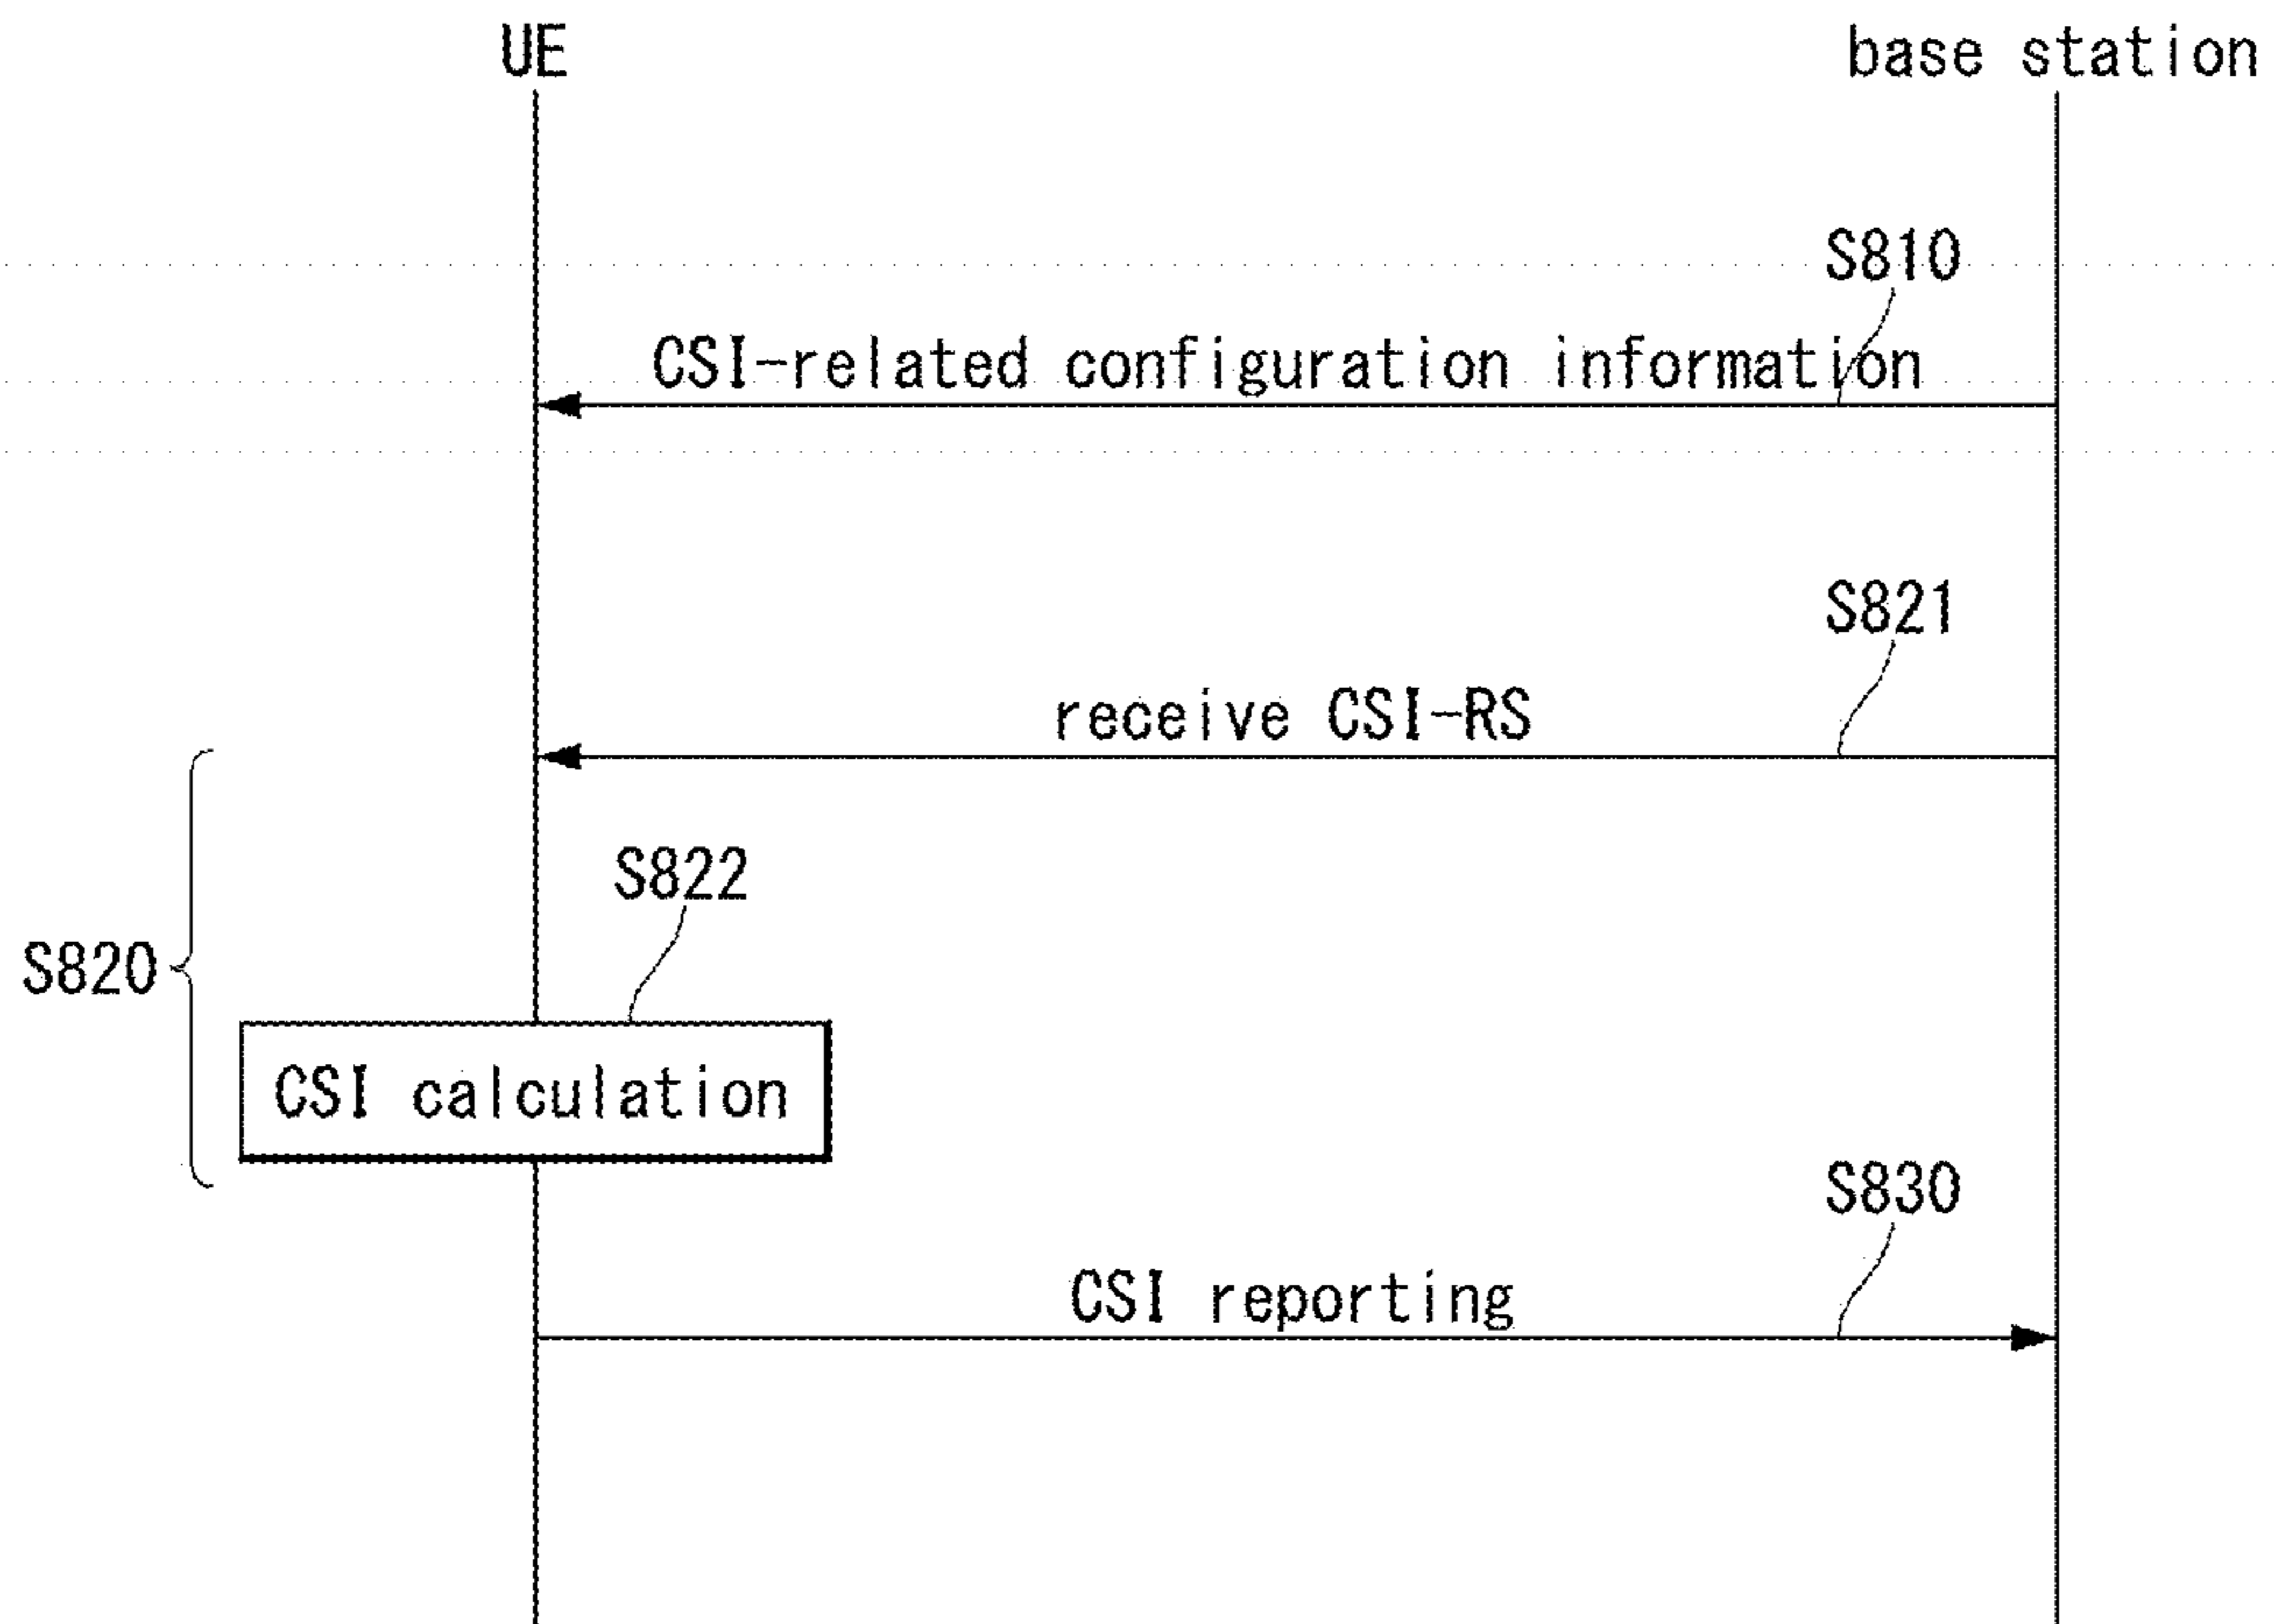 UE
base station
S810
CSI-related configuration information
S821
receive CSI-RS
S822
S820
CSI calculation
S830
CSI reporting